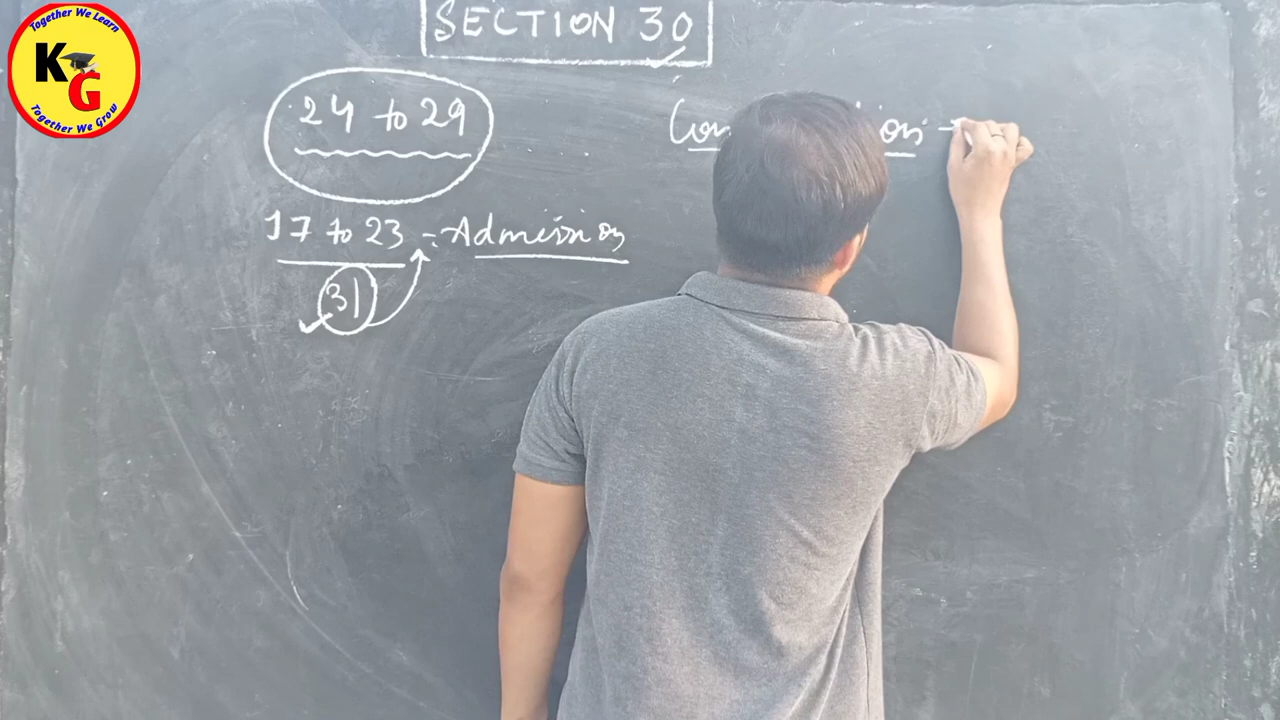 Together We Learn
KG
Together We Grow
SECTION 30
24 to 29
17 to 23 = Admission
31